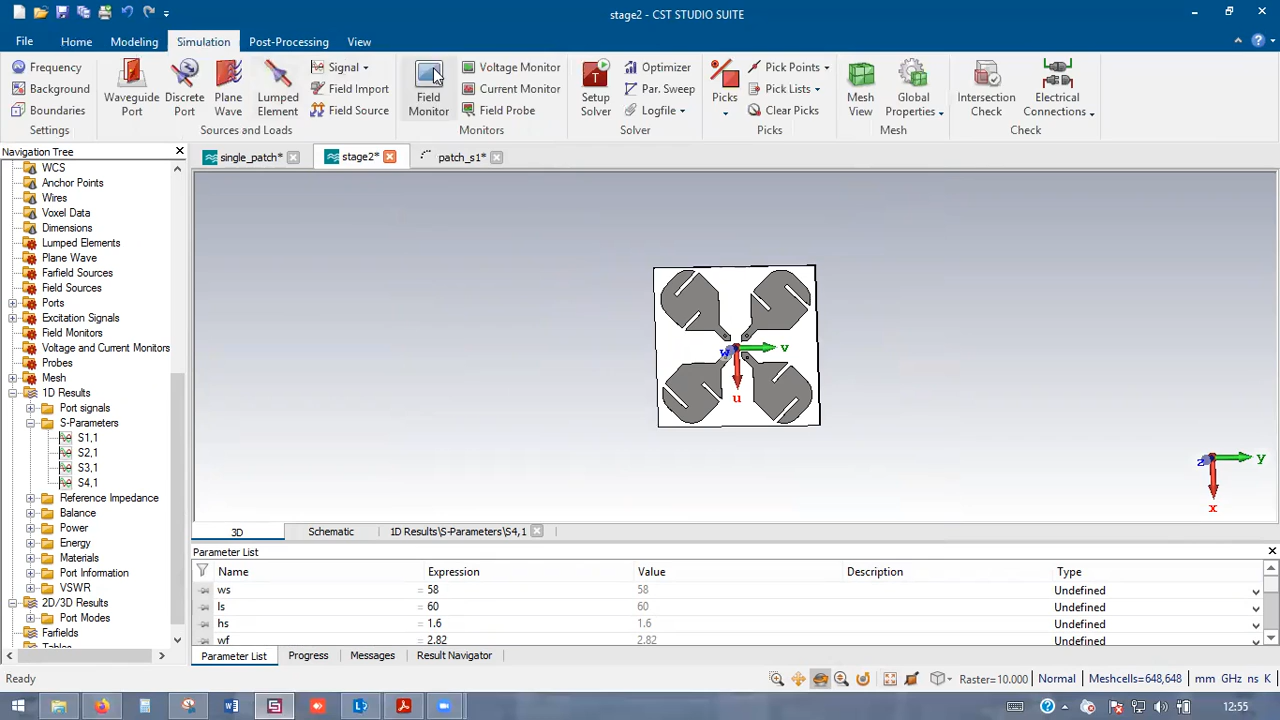 stage2 - CST STUDIO SUITE
File Home Modeling Simulation Post-Processing View
Frequency
Background
Boundaries
Settings
Waveguide Port
Discrete Port
Plane Wave
Lumped Element
Signal
Field Import
Field Source
Sources and Loads
Field Monitor
Voltage Monitor
Current Monitor
Field Probe
Monitors
Setup Solver
Optimizer
Par. Sweep
Logfile
Solver
Picks
Pick Points
Pick Lists
Clear Picks
Picks
Mesh View
Global Properties
Mesh
Intersection Check
Electrical Connections
Check
Navigation Tree
single_patch*
stage2*
patch_s1*
WCS
Anchor Points
Wires
Voxel Data
Dimensions
Lumped Elements
Plane Wave
Farfield Sources
Field Sources
Ports
Excitation Signals
Field Monitors
Voltage and Current Monitors
Probes
Mesh
1D Results
Port signals
S-Parameters
S1,1
S2,1
S3,1
S4,1
Reference Impedance
Balance
Power
Energy
Materials
Port Information
VSWR
2D/3D Results
Port Modes
Farfields
Tables
w
v
u
z
y
x
3D Schematic 1D Results\S-Parameters\S4,1
Parameter List
Name Expression Value Description Type
ws = 58 58 Undefined
ls = 60 60 Undefined
hs = 1.6 1.6 Undefined
wf = 2.82 2.82 Undefined
Parameter List Progress Messages Result Navigator
Ready
Raster=10.000 Normal Meshcells=648,648 mm GHz ns K
12:55